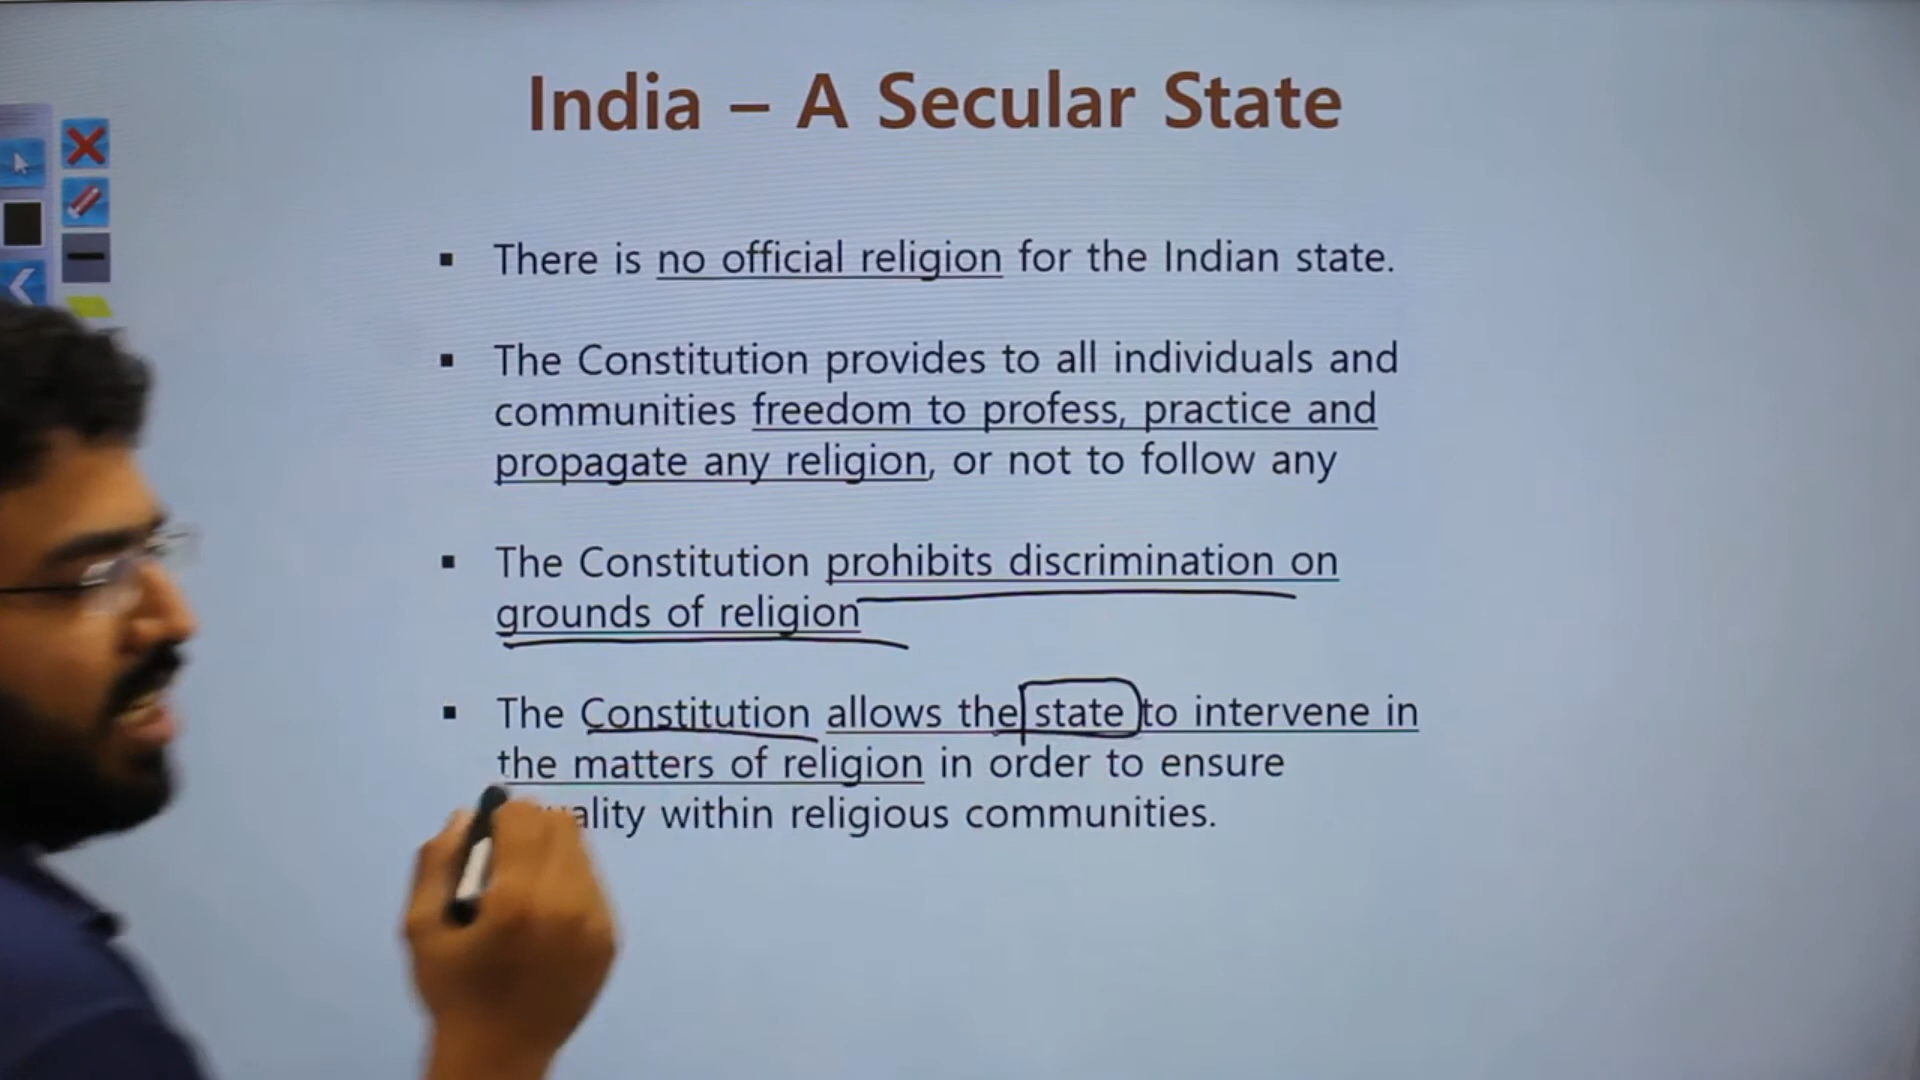 India – A Secular State
▪ There is no official religion for the Indian state.
▪ The Constitution provides to all individuals and
communities freedom to profess, practice and
propagate any religion, or not to follow any
▪ The Constitution prohibits discrimination on
grounds of religion
▪ The Constitution allows the state to intervene in
the matters of religion in order to ensure
within religious communities.